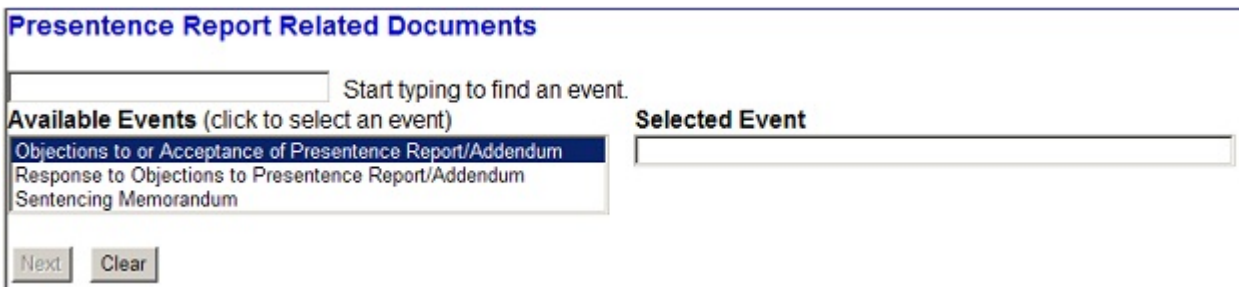 Presentence Report Related Documents
Start typing to find an event.
Available Events (click to select an event)
Selected Event
Objections to or Acceptance of Presentence Report/Addendum
Response to Objections to Presentence Report/Addendum
Sentencing Memorandum
Next
Clear